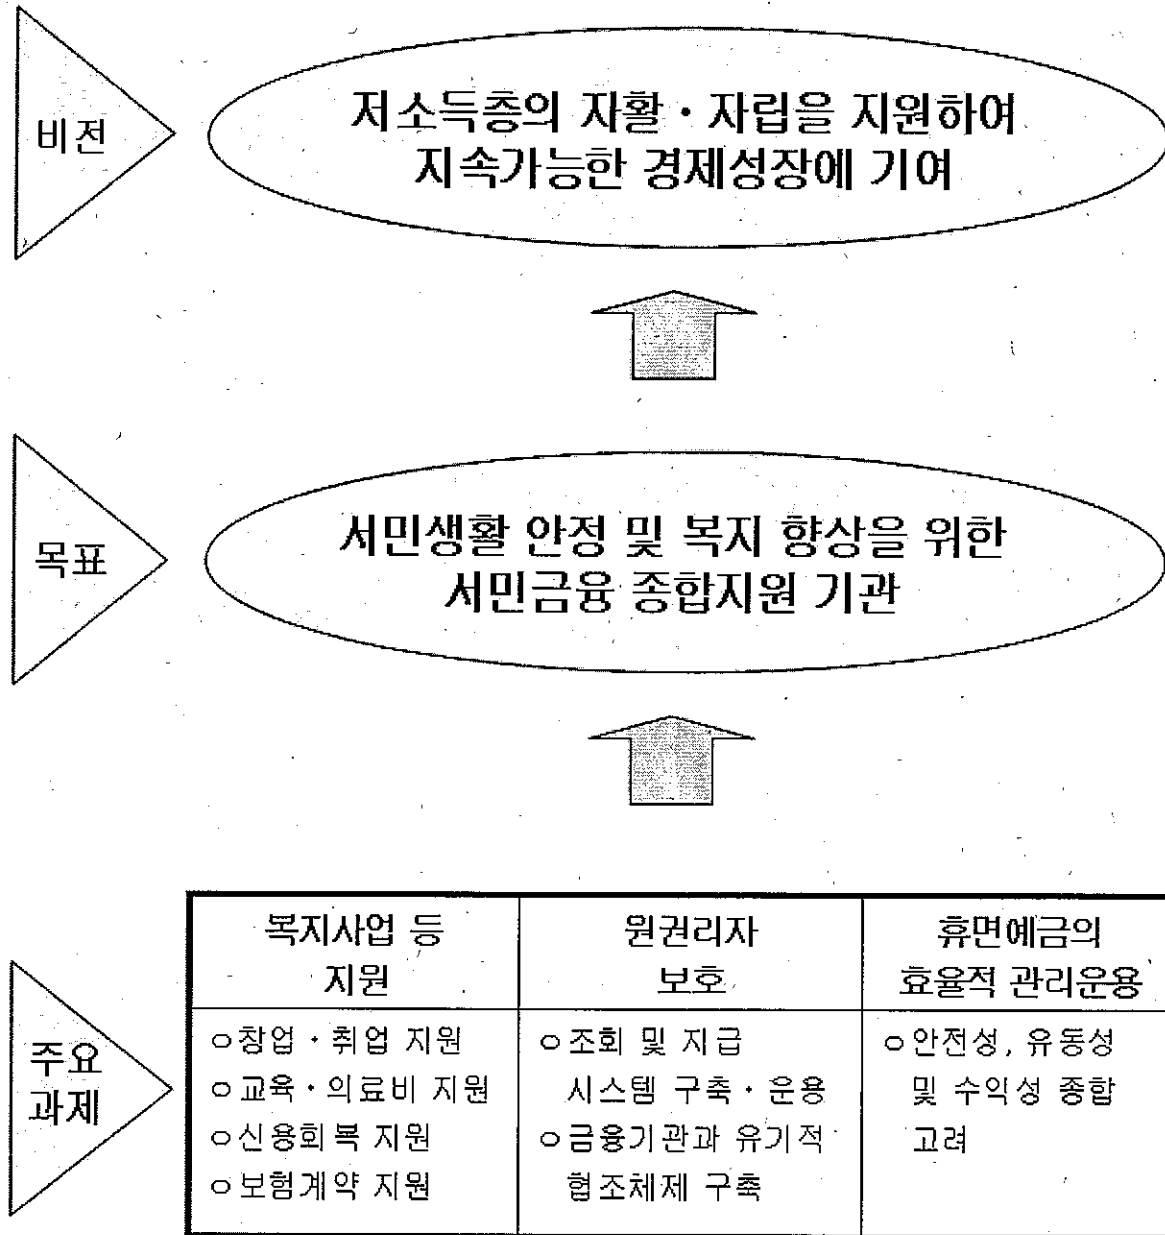 비전
저소득층의 자활・자립을 지원하여
지속가능한 경제성장에 기여
목표
서민생활 안정 및 복지 향상을 위한
서민금융 종합지원 기관
주요
과제
복지사업 등
지원
원권리자
보호
휴면예금의
효율적 관리운용
ㅇ창업・취업 지원
ㅇ교육・의료비 지원
ㅇ신용회복 지원
ㅇ보험계약 지원
ㅇ조회 및 지급
시스템 구축・운용
ㅇ금융기관과 유기적
협조체제 구축
ㅇ안전성, 유동성
및 수익성 종합
고려